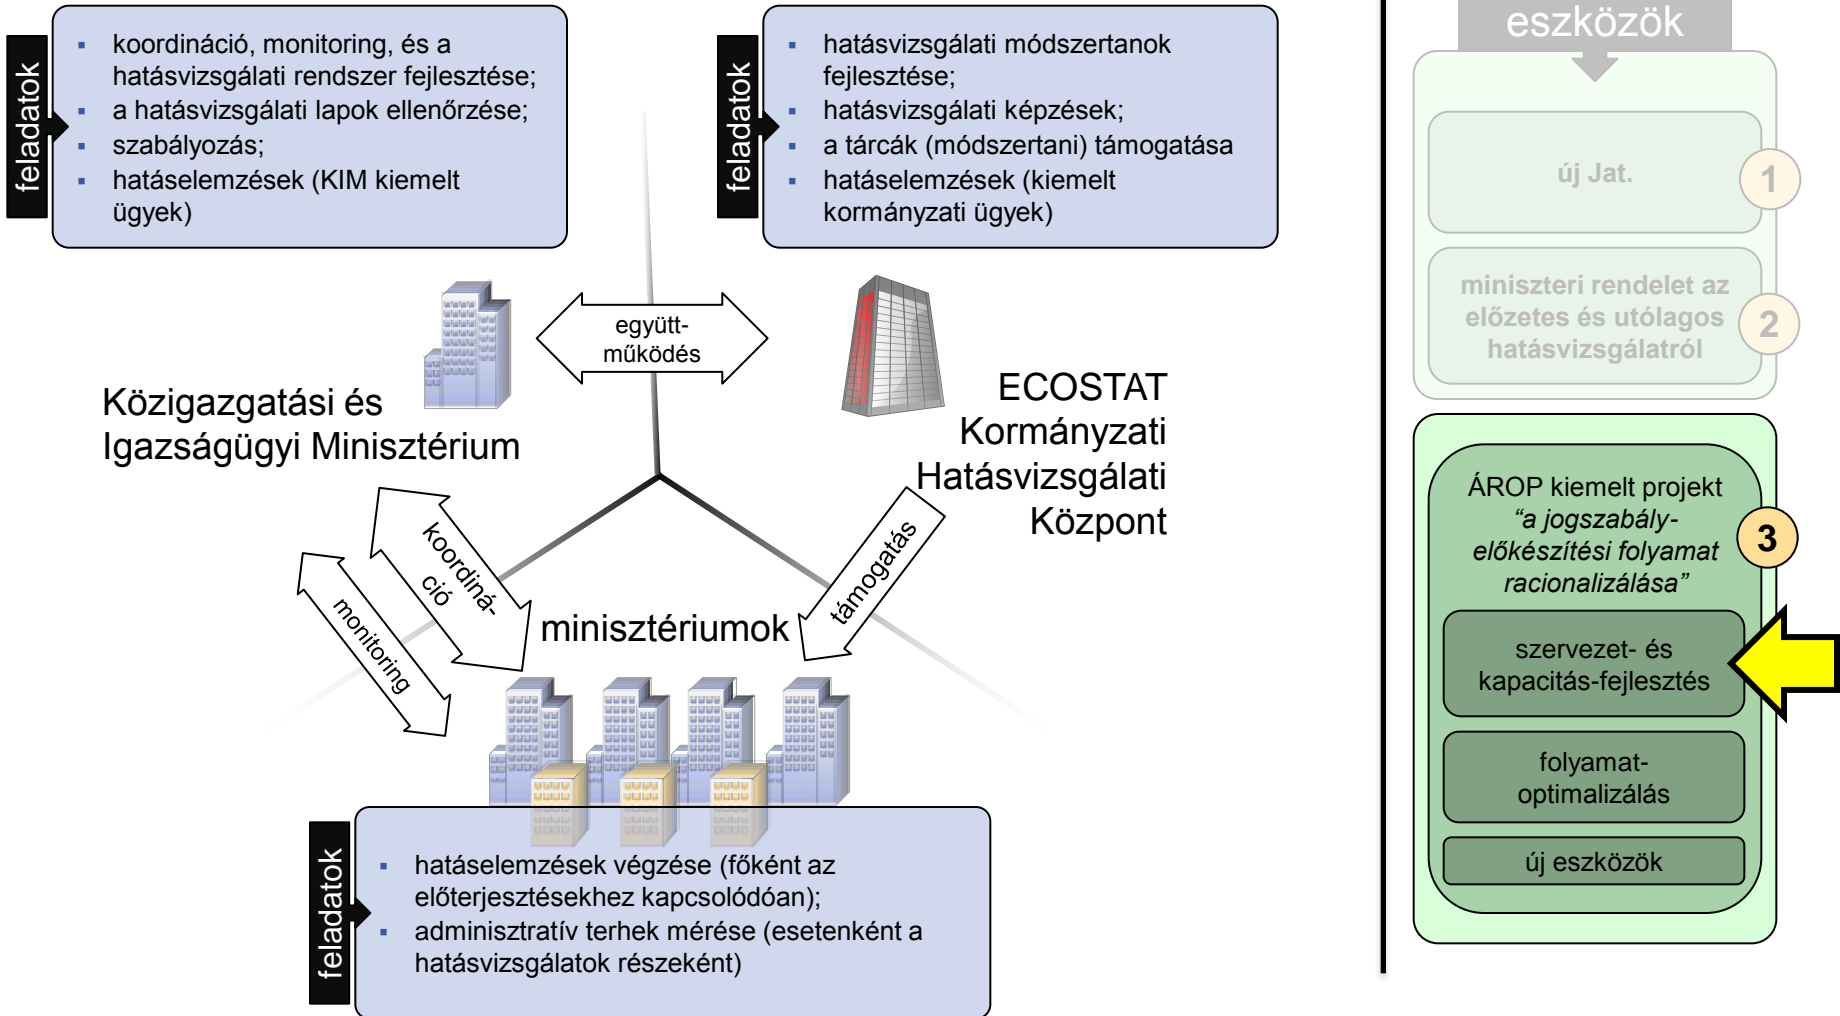 feladatok
koordináció, monitoring, és a
hatásvizsgálati rendszer fejlesztése;
a hatásvizsgálati lapok ellenőrzése;
szabályozás;
hatáselemzések (KIM kiemelt
ügyek)
feladatok
hatásvizsgálati módszertanok
fejlesztése;
hatásvizsgálati képzések;
a tárcák (módszertani) támogatása
hatáselemzések (kiemelt
kormányzati ügyek)
együtt-
működés
Közigazgatási és
Igazságügyi Minisztérium
ECOSTAT
Kormányzati
Hatásvizsgálati
Központ
koordiná-
ció
monitoring
támogatás
minisztériumok
feladatok
hatáselemzések végzése (főként az
előterjesztésekhez kapcsolódóan);
adminisztratív terhek mérése (esetenként a
hatásvizsgálatok részeként)
eszközök
új Jat.
1
miniszteri rendelet az
előzetes és utólagos
hatásvizsgálatról
2
ÁROP kiemelt projekt
“a jogszabály-
előkészítési folyamat
racionalizálása”
3
szervezet- és
kapacitás-fejlesztés
folyamat-
optimalizálás
új eszközök